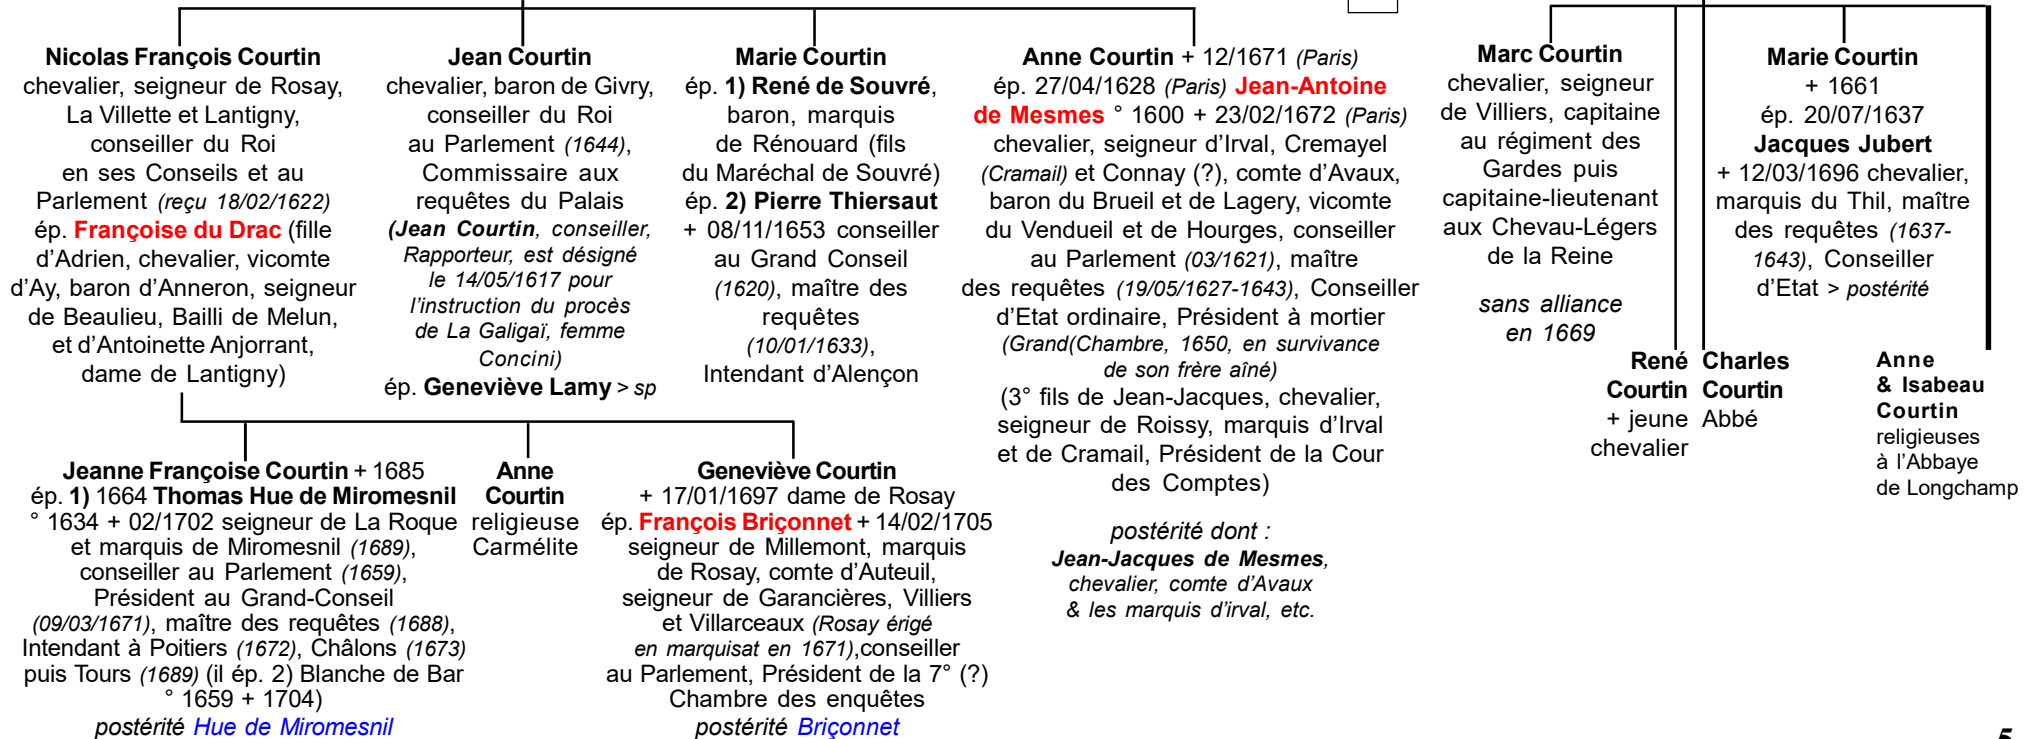 Nicolas François Courtin
chevalier, seigneur de Rosay,
La Villette et Lantigny,
conseiller du Roi
en ses Conseils et au
Parlement (reçu 18/02/1622)
ép. Françoise du Drac (fille
d'Adrien, chevalier, vicomte
d'Ay, baron d'Anneron, seigneur
de Beaulieu, Bailli de Melun,
et d'Antoinette Anjorrant,
dame de Lantigny)
Jean Courtin
chevalier, baron de Givry,
conseiller du Roi
au Parlement (1644),
Commissaire aux
requêtes du Palais
(Jean Courtin, conseiller,
Rapporteur, est désigné
le 14/05/1617 pour
l'instruction du procès
de La Galigaï, femme
Concini)
ép. Geneviève Lamy > sp
Marie Courtin
ép. 1) René de Souvré,
baron, marquis
de Rénouard (fils
du Maréchal de Souvré)
ép. 2) Pierre Thiersaut
+ 08/11/1653 conseiller
au Grand Conseil
(1620), maître des
requêtes
(10/01/1633),
Intendant d'Alençon
Anne Courtin + 12/1671 (Paris)
ép. 27/04/1628 (Paris) Jean-Antoine
de Mesmes ° 1600 + 23/02/1672 (Paris)
chevalier, seigneur d'Irval, Cremayel
(Cramail) et Connay (?), comte d'Avaux,
baron du Brueil et de Lagery, vicomte
du Vendueil et de Hourges, conseiller
au Parlement (03/1621), maître
des requêtes (19/05/1627-1643), Conseiller
d'Etat ordinaire, Président à mortier
(Grand(Chambre, 1650, en survivance
de son frère aîné)
(3° fils de Jean-Jacques, chevalier,
seigneur de Roissy, marquis d'Irval
et de Cramail, Président de la Cour
des Comptes)
postérité dont :
Jean-Jacques de Mesmes,
chevalier, comte d'Avaux
& les marquis d'irval, etc.
Marc Courtin
chevalier, seigneur
de Villiers, capitaine
au régiment des
Gardes puis
capitaine-lieutenant
aux Chevau-Légers
de la Reine
sans alliance
en 1669
Marie Courtin
+ 1661
ép. 20/07/1637
Jacques Jubert
+ 12/03/1696 chevalier,
marquis du Thil, maître
des requêtes (1637-
1643), Conseiller
d'Etat > postérité
René
Courtin
+ jeune
chevalier
Charles
Courtin
Abbé
Anne
& Isabeau
Courtin
religieuses
à l'Abbaye
de Longchamp
Jeanne Françoise Courtin + 1685
ép. 1) 1664 Thomas Hue de Miromesnil
° 1634 + 02/1702 seigneur de La Roque
et marquis de Miromesnil (1689),
conseiller au Parlement (1659),
Président au Grand-Conseil
(09/03/1671), maître des requêtes (1688),
Intendant à Poitiers (1672), Châlons (1673)
puis Tours (1689) (il ép. 2) Blanche de Bar
° 1659 + 1704)
postérité Hue de Miromesnil
Anne
Courtin
religieuse
Carmélite
Geneviève Courtin
+ 17/01/1697 dame de Rosay
ép. François Briçonnet + 14/02/1705
seigneur de Millemont, marquis
de Rosay, comte d'Auteuil,
seigneur de Garancières, Villiers
et Villarceaux (Rosay érigé
en marquisat en 1671),conseiller
au Parlement, Président de la 7° (?)
Chambre des enquêtes
postérité Briçonnet
5